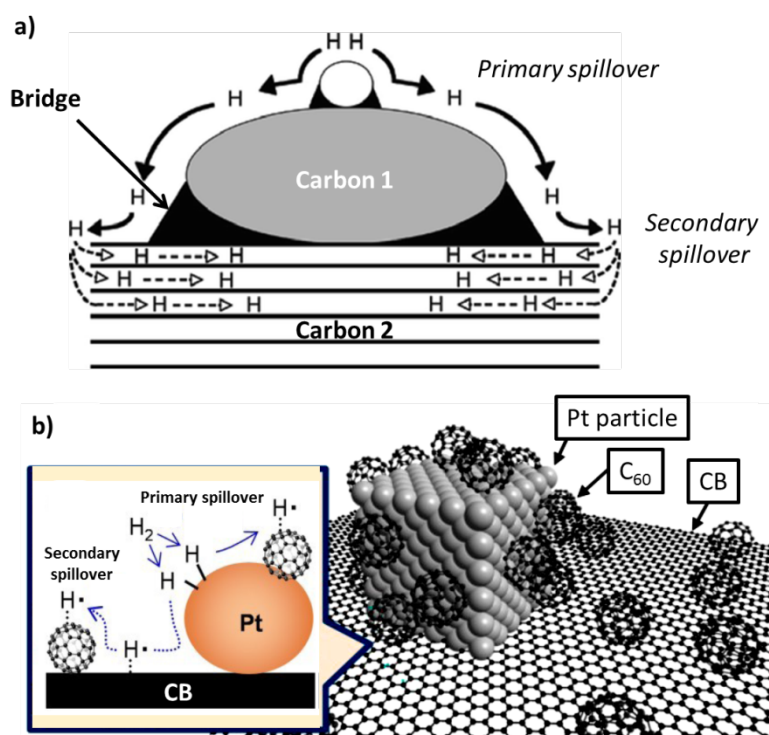 a)
H H
Primary spillover
H H
Bridge
Carbon 1
H H
H H
Secondary
spillover
H H H H
H H H H
H H H H
Carbon 2
b)
Pt particle
C60
CB
Primary spillover
H·
H2
H
Secondary
spillover
H
H·
Pt
H·
CB